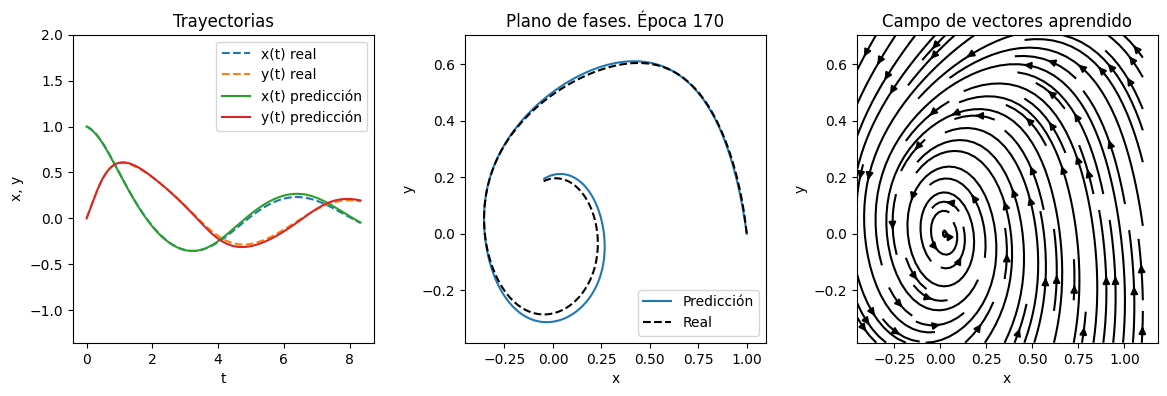 Trayectorias
2.0
1.5
1.0
0.5
0.0
−0.5
−1.0
x, y
0 2 4 6 8
t
x(t) real
y(t) real
x(t) predicción
y(t) predicción
Plano de fases. Época 170
0.6
0.4
0.2
0.0
−0.2
y
−0.25 0.00 0.25 0.50 0.75 1.00
x
Predicción
Real
Campo de vectores aprendido
0.6
0.4
0.2
0.0
−0.2
y
−0.25 0.00 0.25 0.50 0.75 1.00
x